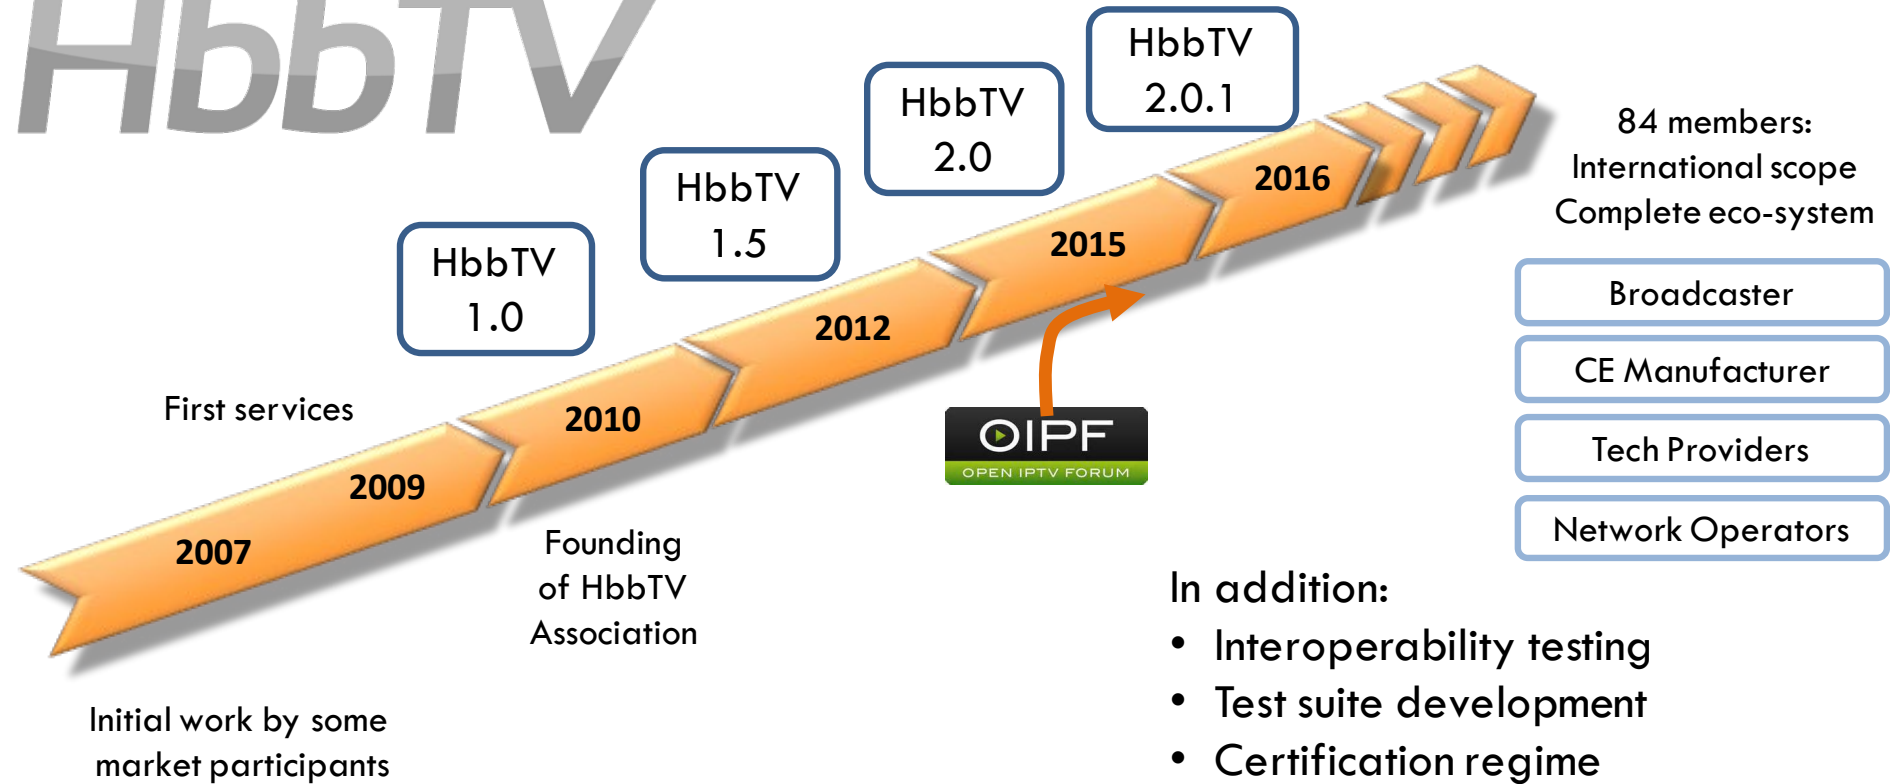 HbbTV
HbbTV
1.0
HbbTV
1.5
HbbTV
2.0
HbbTV
2.0.1
2007
2009
2010
2012
2015
2016
First services
Initial work by some
market participants
Founding
of HbbTV
Association
OIPF
OPEN IPTV FORUM
84 members:
International scope
Complete eco-system
Broadcaster
CE Manufacturer
Tech Providers
Network Operators
In addition:
• Interoperability testing
• Test suite development
• Certification regime